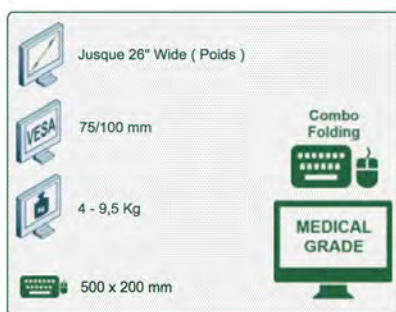 Jusque 26" Wide ( Poids )
VESA
75/100 mm
Combo
Folding
4 - 9,5 Kg
MEDICAL
GRADE
500 x 200 mm